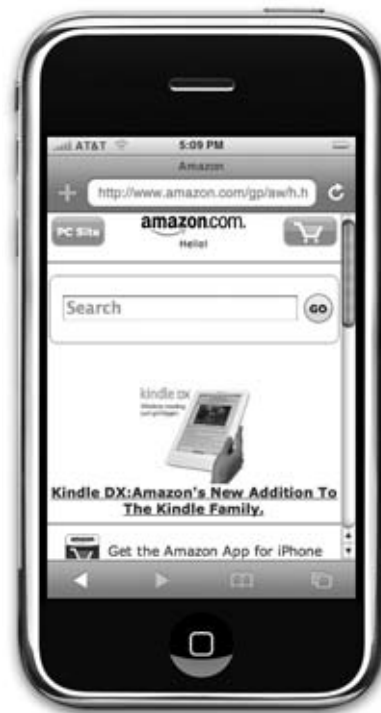 AT&T 5:09 PM
Amazon
http://www.amazon.com/gp/aw/h.h
PC Site amazon.com.
Hello!
Search GO
kindle DX
Kindle DX:Amazon's New Addition To
The Kindle Family.
Get the Amazon App for iPhone